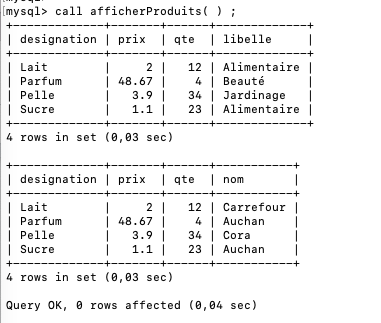 mysql> call afficherProduits( ) ;
+-------------+-------+------+-------------+
| designation | prix  | qte  | libelle     |
+-------------+-------+------+-------------+
| Lait        |     2 |   12 | Alimentaire |
| Parfum      | 48.67 |    4 | Beauté      |
| Pelle       |   3.9 |   34 | Jardinage   |
| Sucre       |   1.1 |   23 | Alimentaire |
+-------------+-------+------+-------------+
4 rows in set (0,03 sec)

+-------------+-------+------+-----------+
| designation | prix  | qte  | nom       |
+-------------+-------+------+-----------+
| Lait        |     2 |   12 | Carrefour |
| Parfum      | 48.67 |    4 | Auchan    |
| Pelle       |   3.9 |   34 | Cora      |
| Sucre       |   1.1 |   23 | Auchan    |
+-------------+-------+------+-----------+
4 rows in set (0,03 sec)

Query OK, 0 rows affected (0,04 sec)